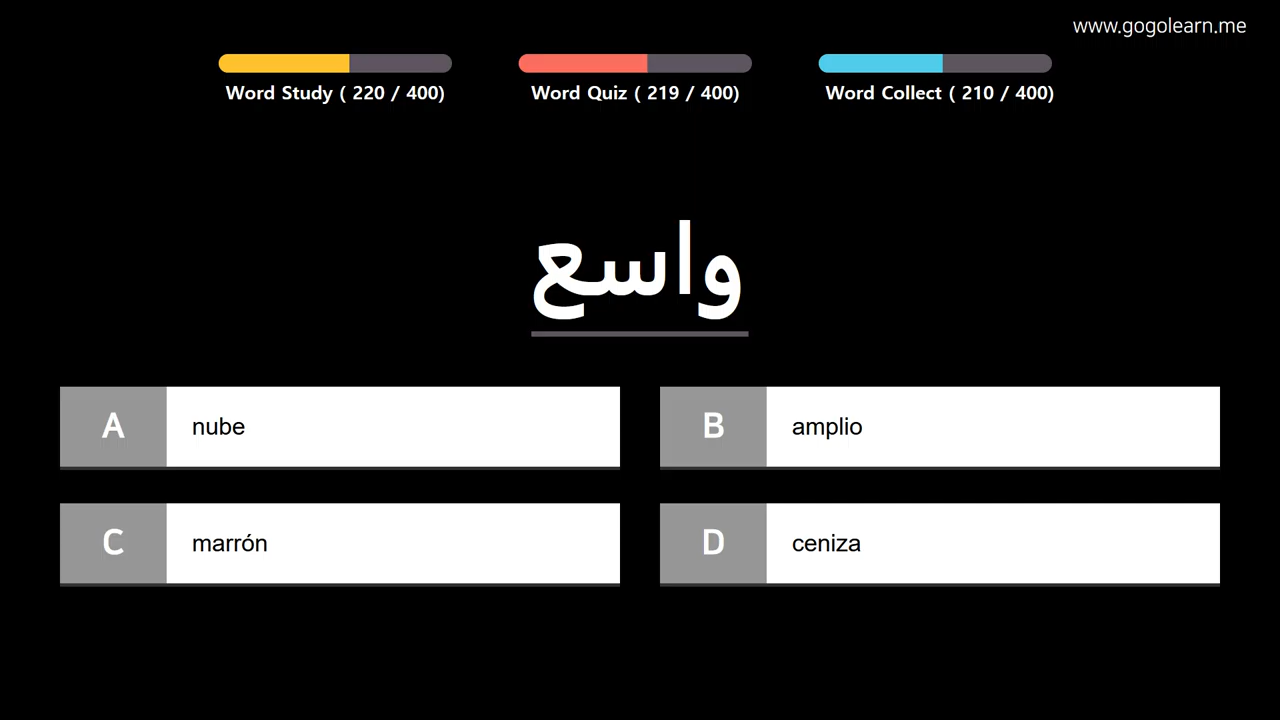 www.gogolearn.me
Word Study ( 220 / 400)
Word Quiz ( 219 / 400)
Word Collect ( 210 / 400)
واسع
A nube
B amplio
C marrón
D ceniza